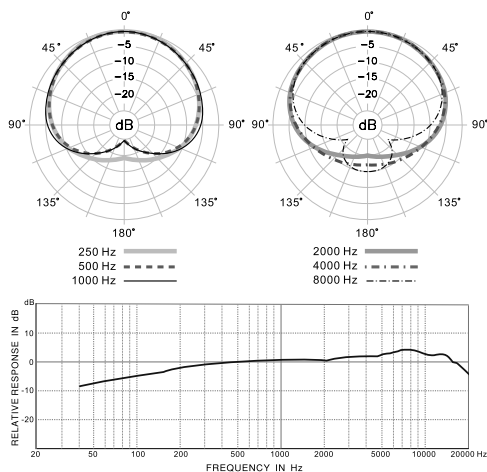 0°
45°
-5
45°
-10
-15
-20
90°
dB
90°
135°
135°
180°
250 Hz
500 Hz
1000 Hz
0°
45°
-5
45°
-10
-15
-20
90°
dB
90°
135°
135°
180°
2000 Hz
4000 Hz
8000 Hz
dB
RELATIVE RESPONSE IN dB
10
0
-10
-20
20 50 100 200 500 1000 2000 5000 10000 20000 Hz
FREQUENCY IN Hz